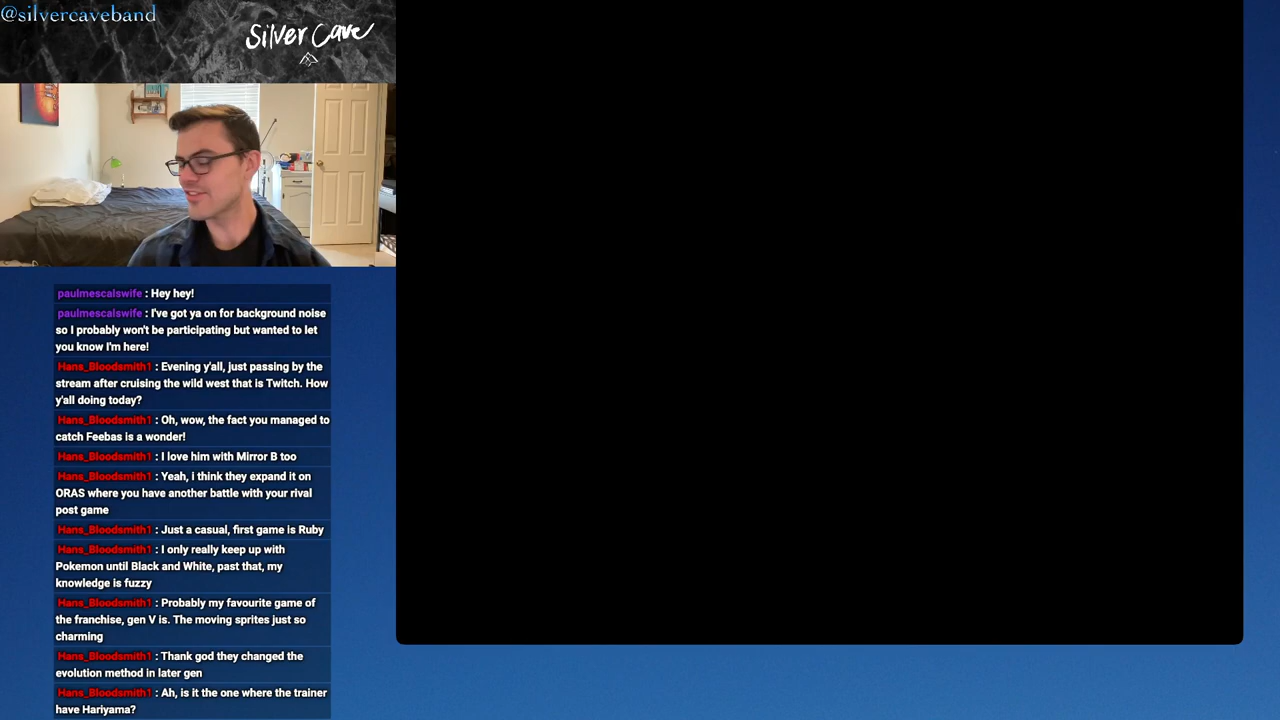 @silvercaveband
Silver Cave
paulmescalswife : Hey hey!
paulmescalswife : I've got ya on for background noise
so I probably won't be participating but wanted to let
you know I'm here!
Hans_Bloodsmith1 : Evening y'all, just passing by the
stream after cruising the wild west that is Twitch. How
y'all doing today?
Hans_Bloodsmith1 : Oh, wow, the fact you managed to
catch Feebas is a wonder!
Hans_Bloodsmith1 : I love him with Mirror B too
Hans_Bloodsmith1 : Yeah, i think they expand it on
ORAS where you have another battle with your rival
post game
Hans_Bloodsmith1 : Just a casual, first game is Ruby
Hans_Bloodsmith1 : I only really keep up with
Pokemon until Black and White, past that, my
knowledge is fuzzy
Hans_Bloodsmith1 : Probably my favourite game of
the franchise, gen V is. The moving sprites just so
charming
Hans_Bloodsmith1 : Thank god they changed the
evolution method in later gen
Hans_Bloodsmith1 : Ah, is it the one where the trainer
have Hariyama?